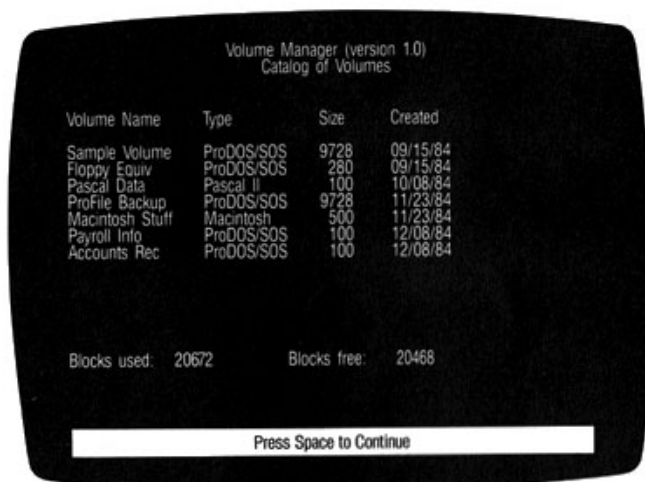 Volume Manager (version 1.0)
Catalog of Volumes
Volume Name Type Size Created
Sample Volume ProDOS/SOS 9728 09/15/84
Floppy Equiv ProDOS/SOS 280 09/15/84
Pascal Data Pascal II 100 10/08/84
ProFile Backup ProDOS/SOS 9728 11/23/84
Macintosh Stuff Macintosh 500 11/23/84
Payroll Info ProDOS/SOS 100 12/08/84
Accounts Rec ProDOS/SOS 100 12/08/84
Blocks used: 20672 Blocks free: 20468
Press Space to Continue